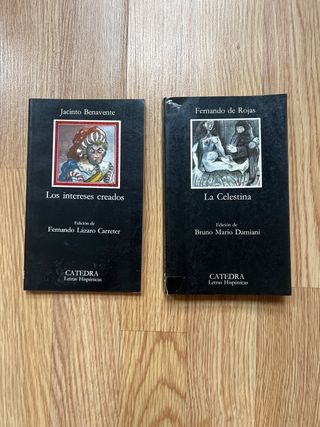 Jacinto Benavente
Los intereses creados
Edición de
Fernando Lázaro Carreter
CATEDRA
Letras Hispánicas
Fernando de Rojas
La Celestina
Edición de
Bruno Mario Damiani
CATEDRA
Letras Hispánicas